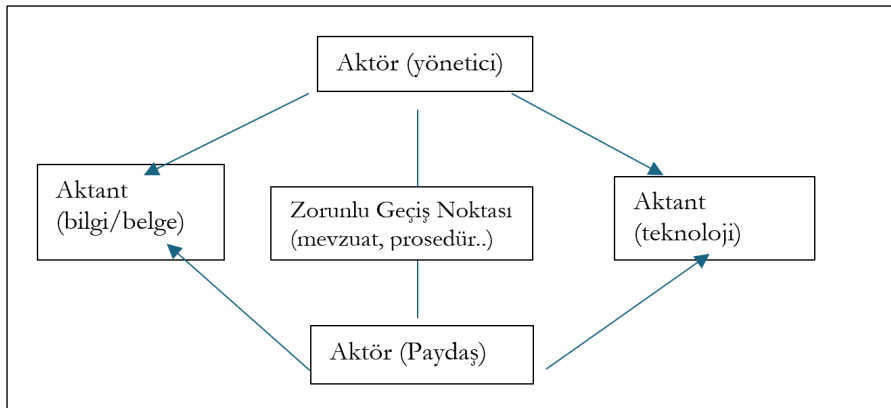 Aktör (yönetici)
Aktant
(bilgi/belge)
Zorunlu Geçiş Noktası
(mevzuat, prosedür..)
Aktant
(teknoloji)
Aktör (Paydaş)